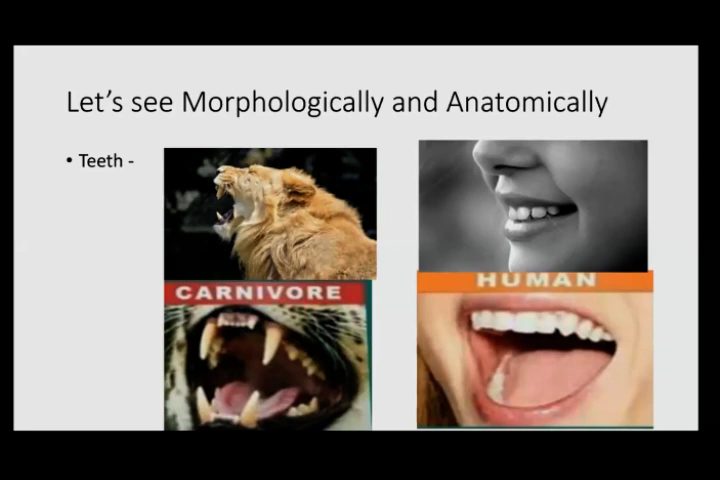 Let's see Morphologically and Anatomically
• Teeth -
CARNIVORE
HUMAN